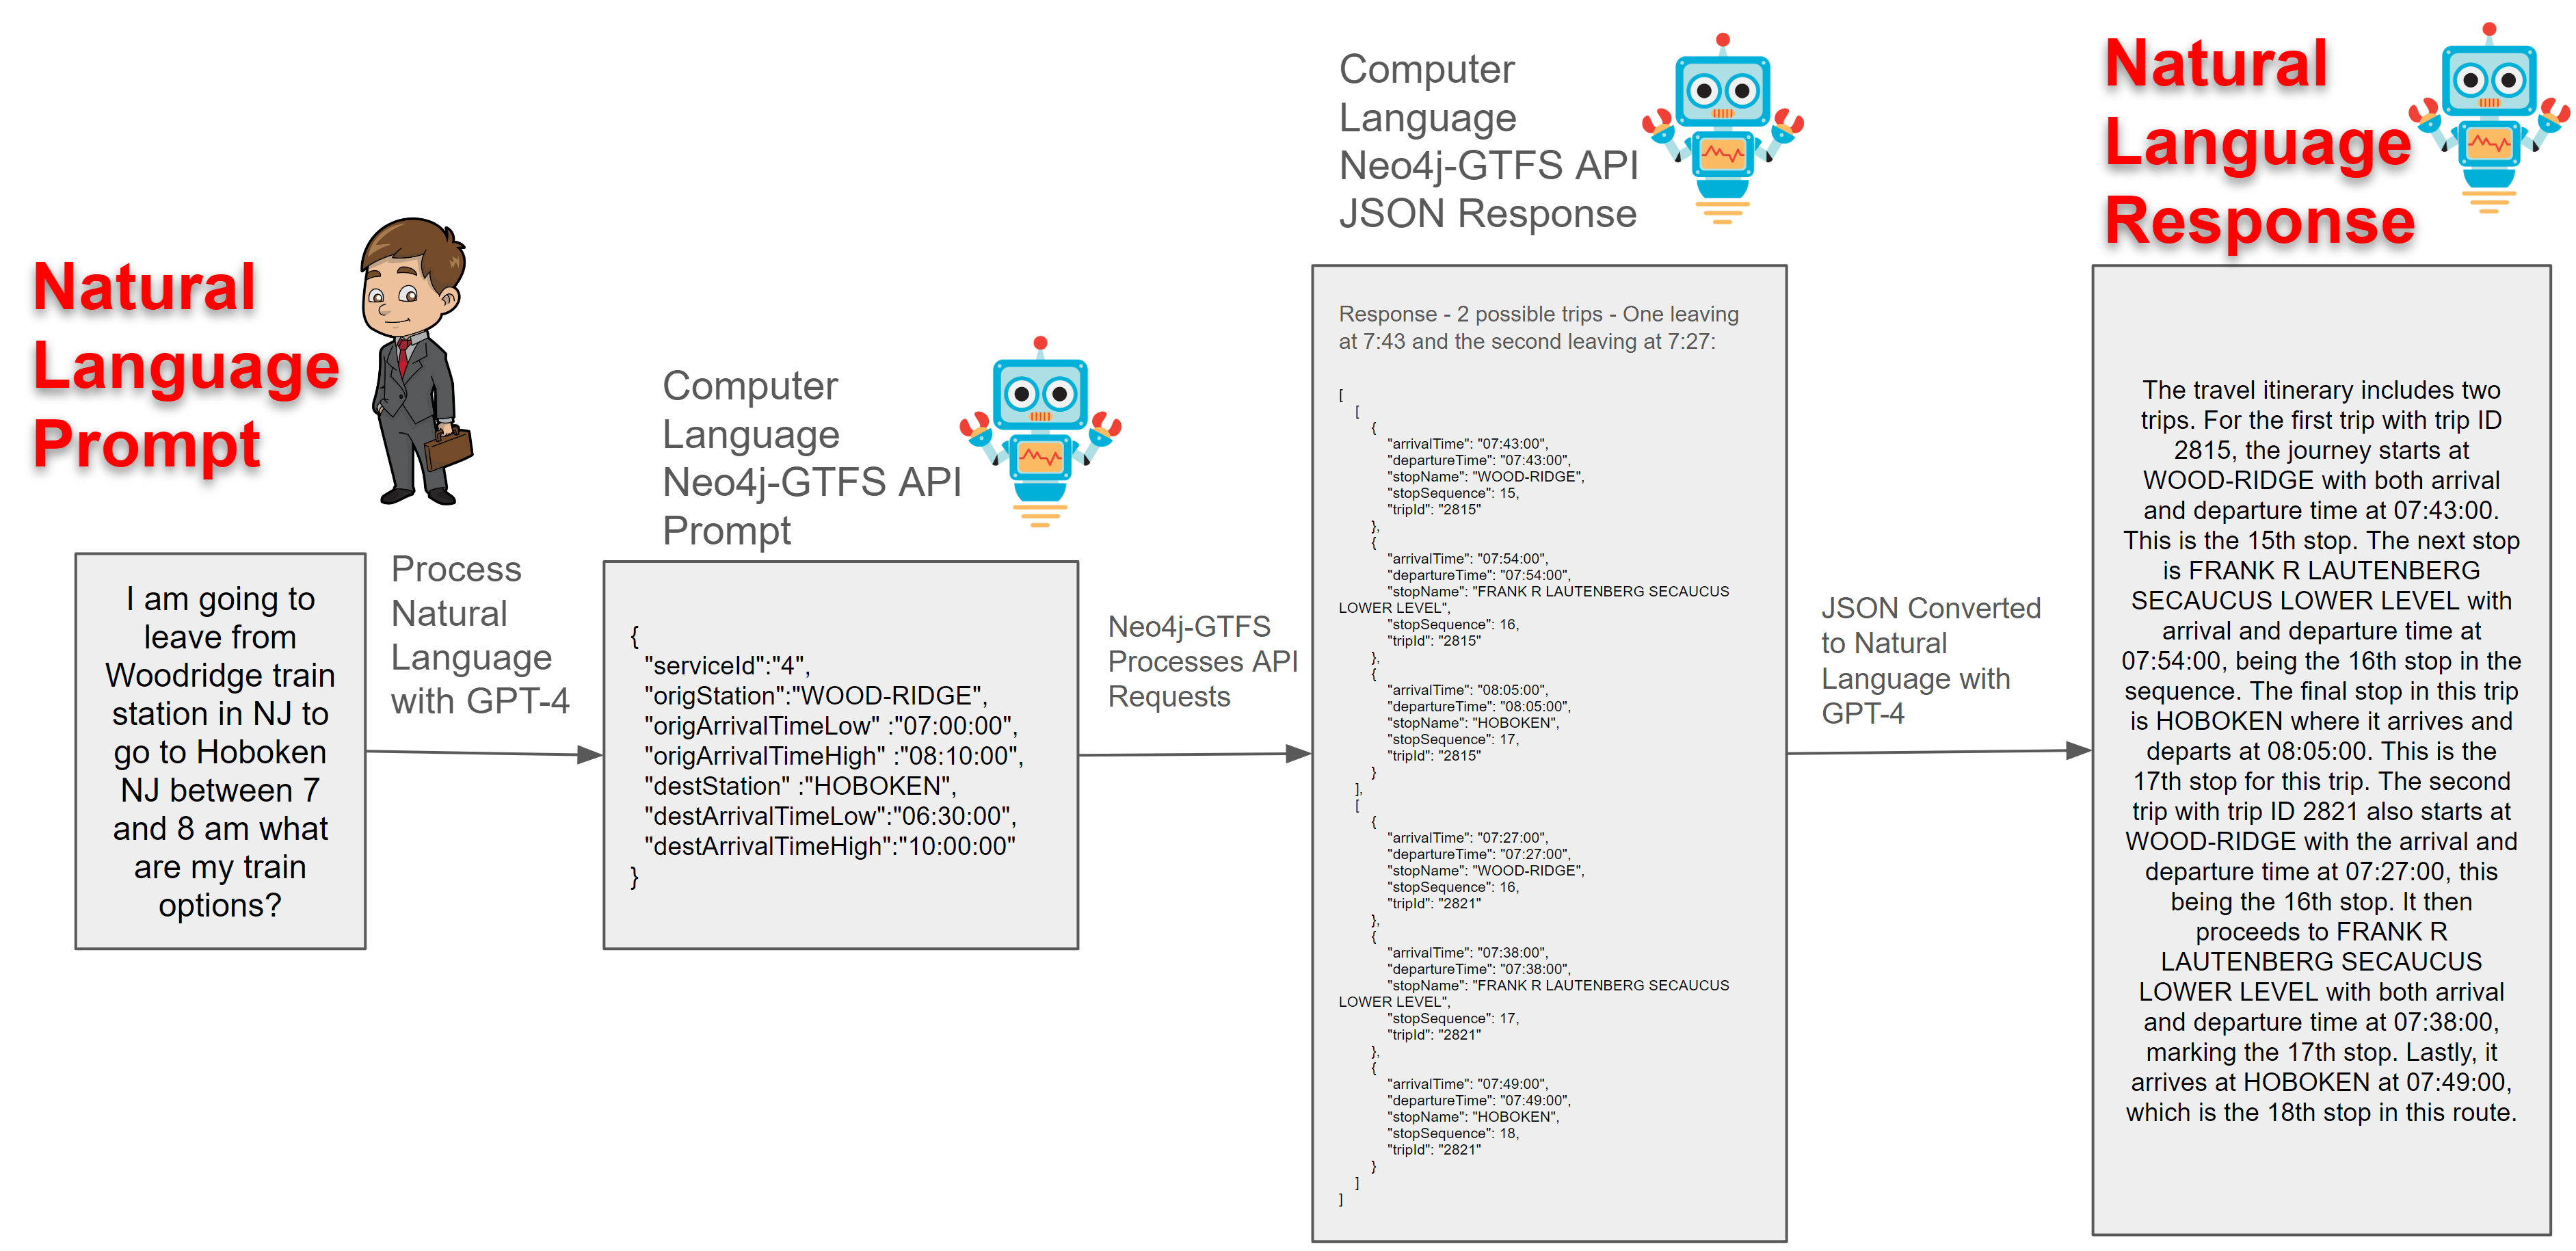 Natural
Language
Prompt
I am going to
leave from
Woodridge train
station in NJ to
go to Hoboken
NJ between 7
and 8 am what
are my train
options?
Process
Natural
Language
with GPT-4
Computer
Language
Neo4j-GTFS API
Prompt
{
"serviceId":"4",
"origStation":"WOOD-RIDGE",
"origArrivalTimeLow" :"07:00:00",
"origArrivalTimeHigh" :"08:10:00",
"destStation" :"HOBOKEN",
"destArrivalTimeLow":"06:30:00",
"destArrivalTimeHigh":"10:00:00"
}
Neo4j-GTFS
Processes API
Requests
Computer
Language
Neo4j-GTFS API
JSON Response
Response - 2 possible trips - One leaving
at 7:43 and the second leaving at 7:27:
[
[
{
"arrivalTime": "07:43:00",
"departureTime": "07:43:00",
"stopName": "WOOD-RIDGE",
"stopSequence": 15,
"tripId": "2815"
},
{
"arrivalTime": "07:54:00",
"departureTime": "07:54:00",
"stopName": "FRANK R LAUTENBERG SECAUCUS
LOWER LEVEL",
"stopSequence": 16,
"tripId": "2815"
},
{
"arrivalTime": "08:05:00",
"departureTime": "08:05:00",
"stopName": "HOBOKEN",
"stopSequence": 17,
"tripId": "2815"
}
],
[
{
"arrivalTime": "07:27:00",
"departureTime": "07:27:00",
"stopName": "WOOD-RIDGE",
"stopSequence": 16,
"tripId": "2821"
},
{
"arrivalTime": "07:38:00",
"departureTime": "07:38:00",
"stopName": "FRANK R LAUTENBERG SECAUCUS
LOWER LEVEL",
"stopSequence": 17,
"tripId": "2821"
},
{
"arrivalTime": "07:49:00",
"departureTime": "07:49:00",
"stopName": "HOBOKEN",
"stopSequence": 18,
"tripId": "2821"
}
]
]
JSON Converted
to Natural
Language with
GPT-4
Natural
Language
Response
The travel itinerary includes two
trips. For the first trip with trip ID
2815, the journey starts at
WOOD-RIDGE with both arrival
and departure time at 07:43:00.
This is the 15th stop. The next stop
is FRANK R LAUTENBERG
SECAUCUS LOWER LEVEL with
arrival and departure time at
07:54:00, being the 16th stop in the
sequence. The final stop in this trip
is HOBOKEN where it arrives and
departs at 08:05:00. This is the
17th stop for this trip. The second
trip with trip ID 2821 also starts at
WOOD-RIDGE with the arrival and
departure time at 07:27:00, this
being the 16th stop. It then
proceeds to FRANK R
LAUTENBERG SECAUCUS
LOWER LEVEL with both arrival
and departure time at 07:38:00,
marking the 17th stop. Lastly, it
arrives at HOBOKEN at 07:49:00,
which is the 18th stop in this route.